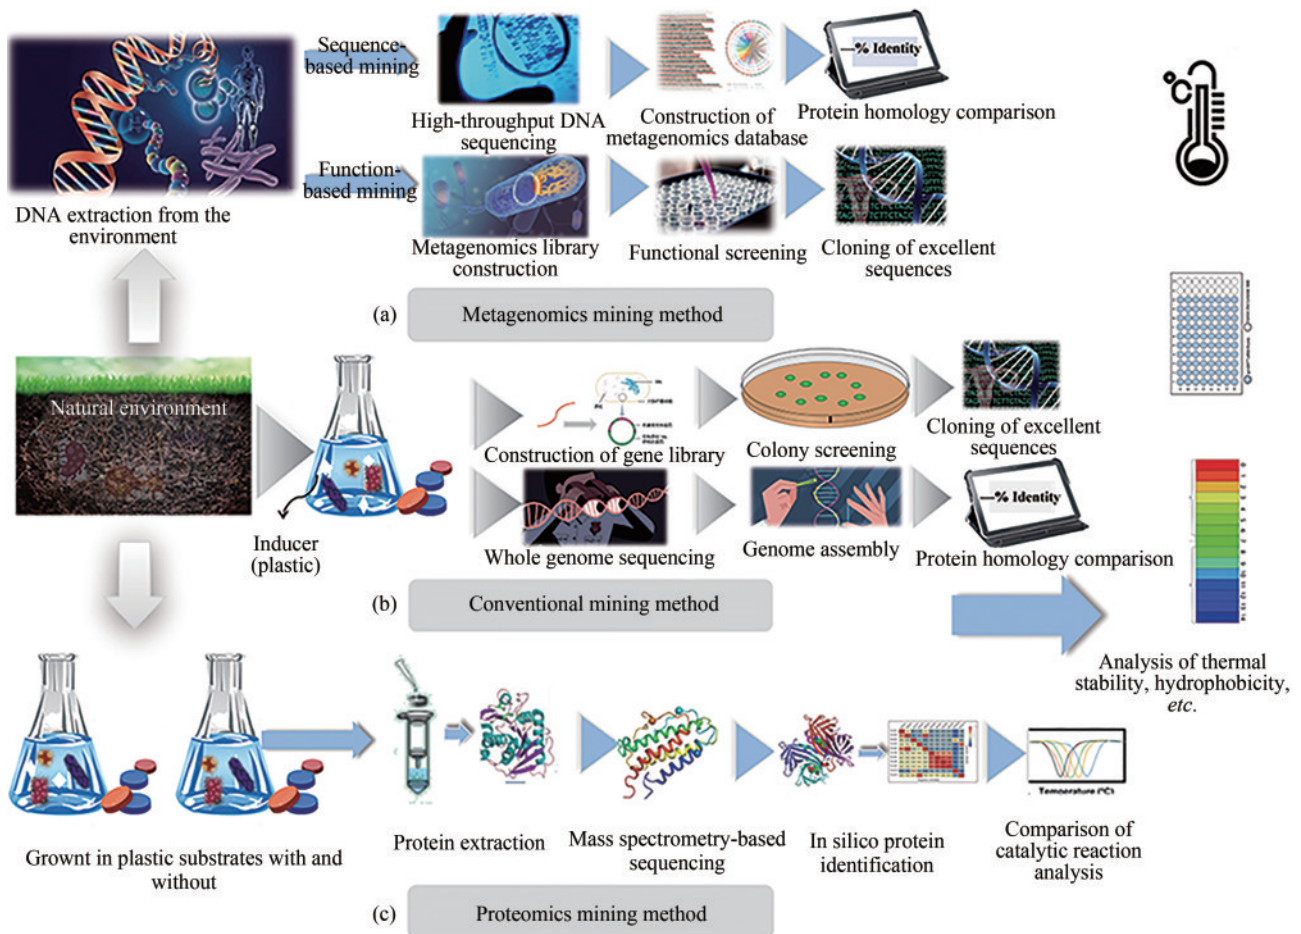 Sequence-
based mining
—% Identity
High-throughput DNA
sequencing
Construction of
metagenomics database
Protein homology comparison
Function-
based mining
DNA extraction from the
environment
Metagenomics library
construction
Functional screening
Cloning of excellent
sequences
(a)
Metagenomics mining method
Natural environment
Inducer
(plastic)
Construction of gene library
Colony screening
Cloning of excellent
sequences
—% Identity
Whole genome sequencing
Genome assembly
Protein homology comparison
(b)
Conventional mining method
Analysis of thermal
stability, hydrophobicity,
etc.
Grownt in plastic substrates with and
without
Protein extraction
Mass spectrometry-based
sequencing
In silico protein
identification
Temperature (°C)
Comparison of
catalytic reaction
analysis
(c)
Proteomics mining method